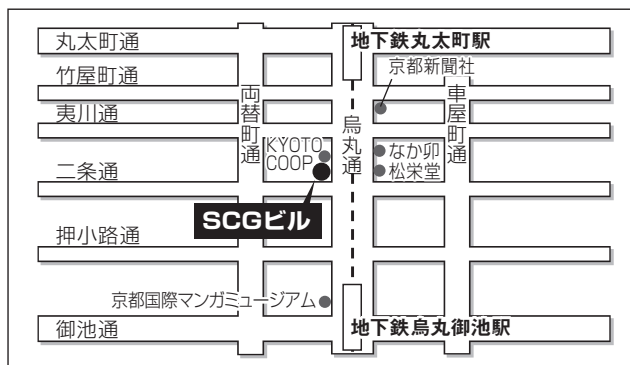 丸太町通
地下鉄丸太町駅
竹屋町通
京都新聞社
夷川通
両替町通
烏丸通
車屋町通
KYOTO
COOP
なか卯
松栄堂
二条通
SCGビル
押小路通
京都国際マンガミュージアム
御池通
地下鉄烏丸御池駅